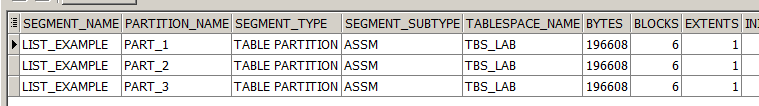 SEGMENT_NAME PARTITION_NAME SEGMENT_TYPE SEGMENT_SUBTYPE TABLESPACE_NAME BYTES BLOCKS EXTENTS INI
LIST_EXAMPLE PART_1 TABLE PARTITION ASSM TBS_LAB 196608 6 1
LIST_EXAMPLE PART_2 TABLE PARTITION ASSM TBS_LAB 196608 6 1
LIST_EXAMPLE PART_3 TABLE PARTITION ASSM TBS_LAB 196608 6 1